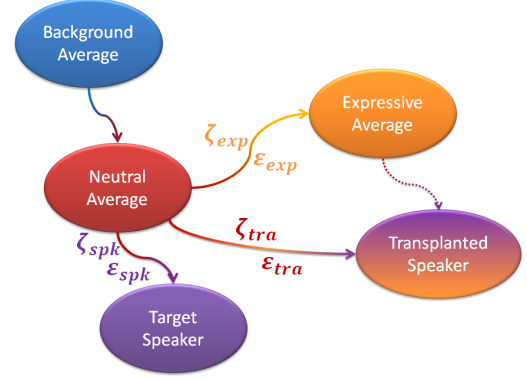 Background
Average
Expressive
Average
ζexp
εexp
Neutral
Average
ζtra
εtra
Transplanted
Speaker
ζspk
εspk
Target
Speaker